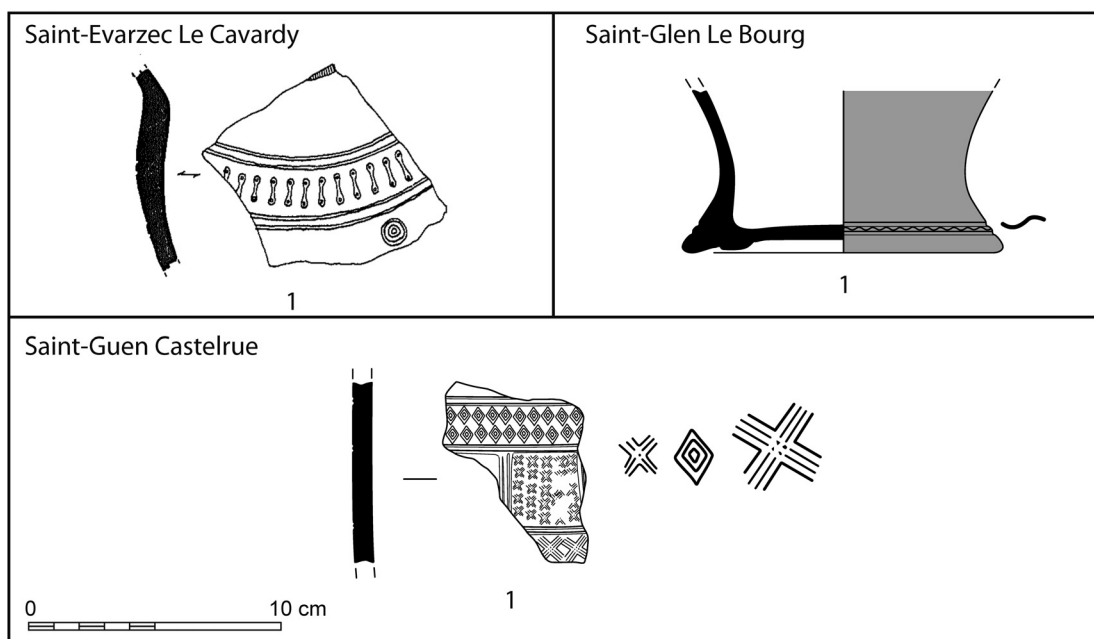 Saint-Evarzec Le Cavardy
1
Saint-Glen Le Bourg
1
Saint-Guen Castelrue
1
0 10 cm